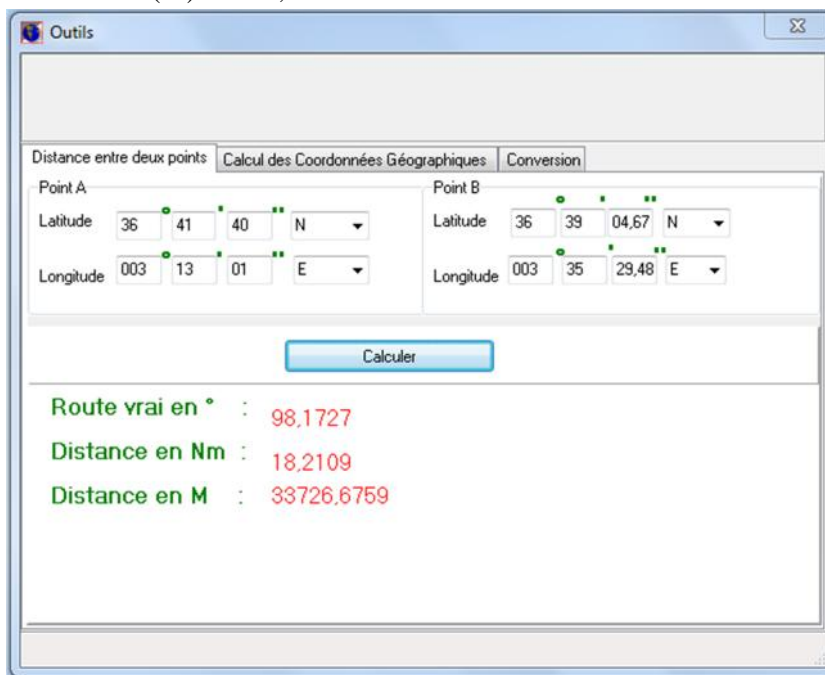 Outils
Distance entre deux points Calcul des Coordonnées Géographiques Conversion
Point A
Latitude 36 ° 41 ' 40 '' N
Longitude 003 ° 13 ' 01 '' E
Point B
Latitude 36 ° 39 ' 04,67 '' N
Longitude 003 ° 35 ' 29,48 '' E
Calculer
Route vrai en ° : 98,1727
Distance en Nm : 18,2109
Distance en M : 33726,6759